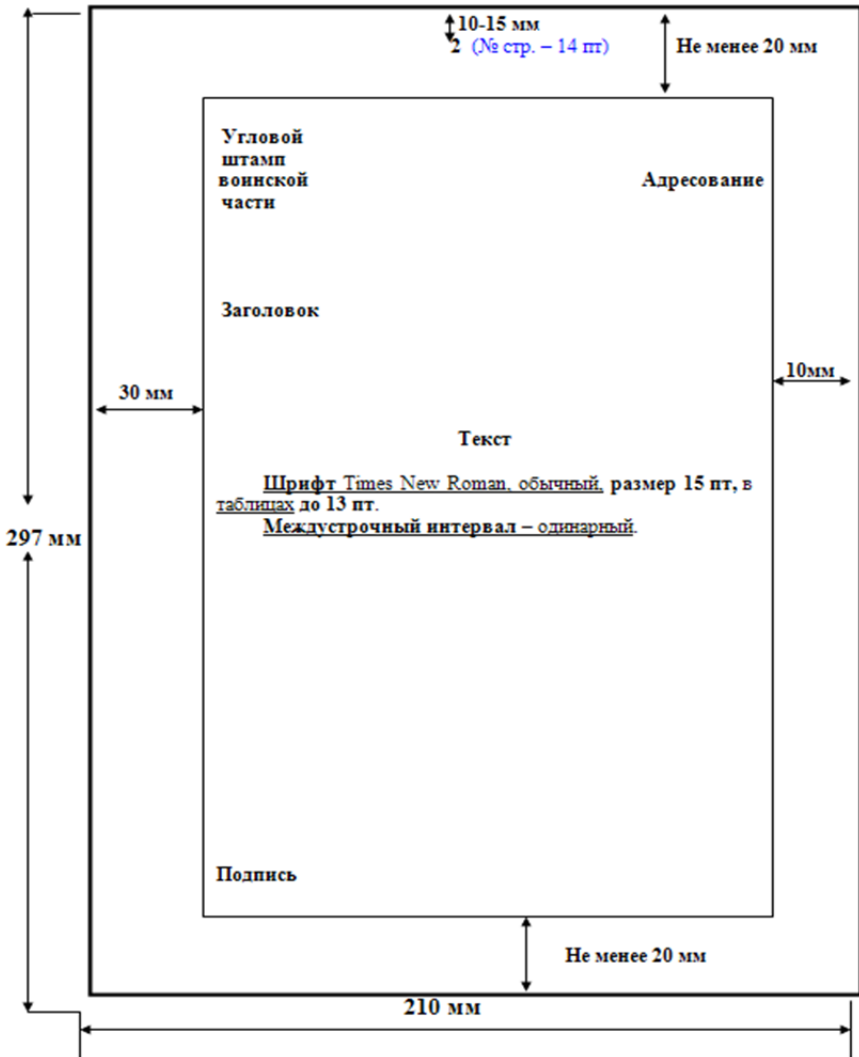 10-15 мм
2 (№ стр. – 14 пт)
Не менее 20 мм
Угловой
штамп
воинской
части
Адресование
Заголовок
30 мм
10мм
Текст
Шрифт Times New Roman, обычный, размер 15 пт, в
таблицах до 13 пт.
Междустрочный интервал – одинарный.
297 мм
Подпись
Не менее 20 мм
210 мм